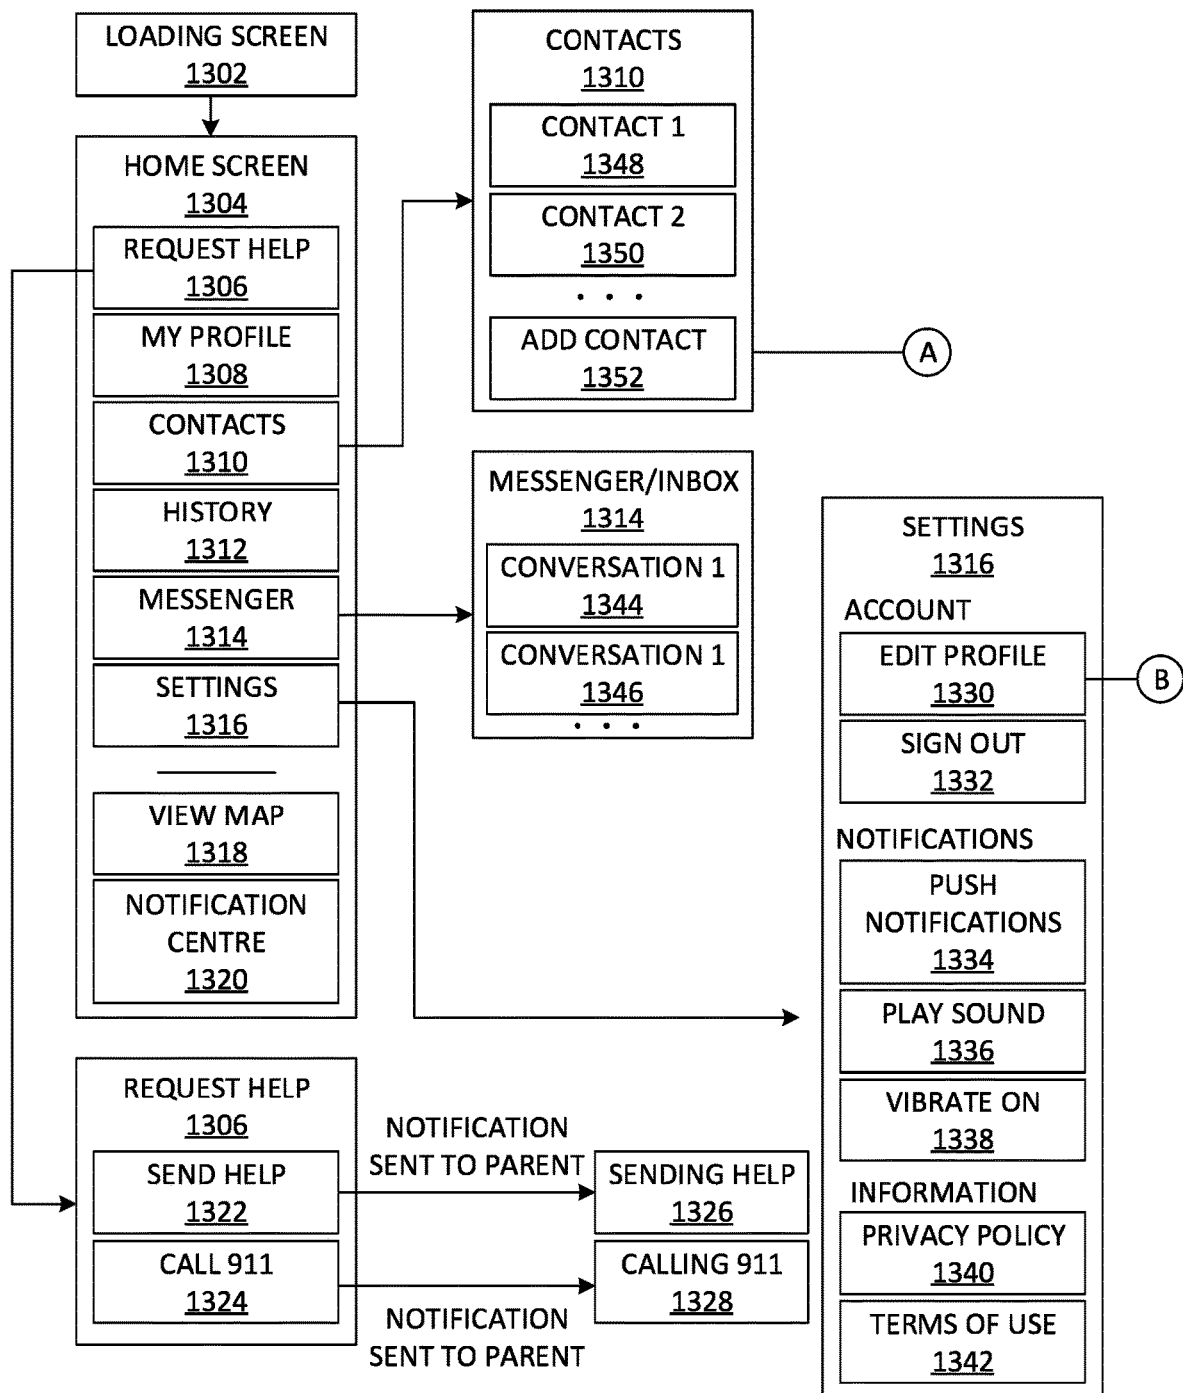 LOADING SCREEN
1302
HOME SCREEN
1304
REQUEST HELP
1306
MY PROFILE
1308
CONTACTS
1310
HISTORY
1312
MESSENGER
1314
SETTINGS
1316
VIEW MAP
1318
NOTIFICATION
CENTRE
1320
REQUEST HELP
1306
SEND HELP
1322
CALL 911
1324
NOTIFICATION
SENT TO PARENT
NOTIFICATION
SENT TO PARENT
SENDING HELP
1326
CALLING 911
1328
CONTACTS
1310
CONTACT 1
1348
CONTACT 2
1350
. . .
ADD CONTACT
1352
A
MESSENGER/INBOX
1314
CONVERSATION 1
1344
CONVERSATION 1
1346
. . .
SETTINGS
1316
ACCOUNT
EDIT PROFILE
1330
B
SIGN OUT
1332
NOTIFICATIONS
PUSH
NOTIFICATIONS
1334
PLAY SOUND
1336
VIBRATE ON
1338
INFORMATION
PRIVACY POLICY
1340
TERMS OF USE
1342